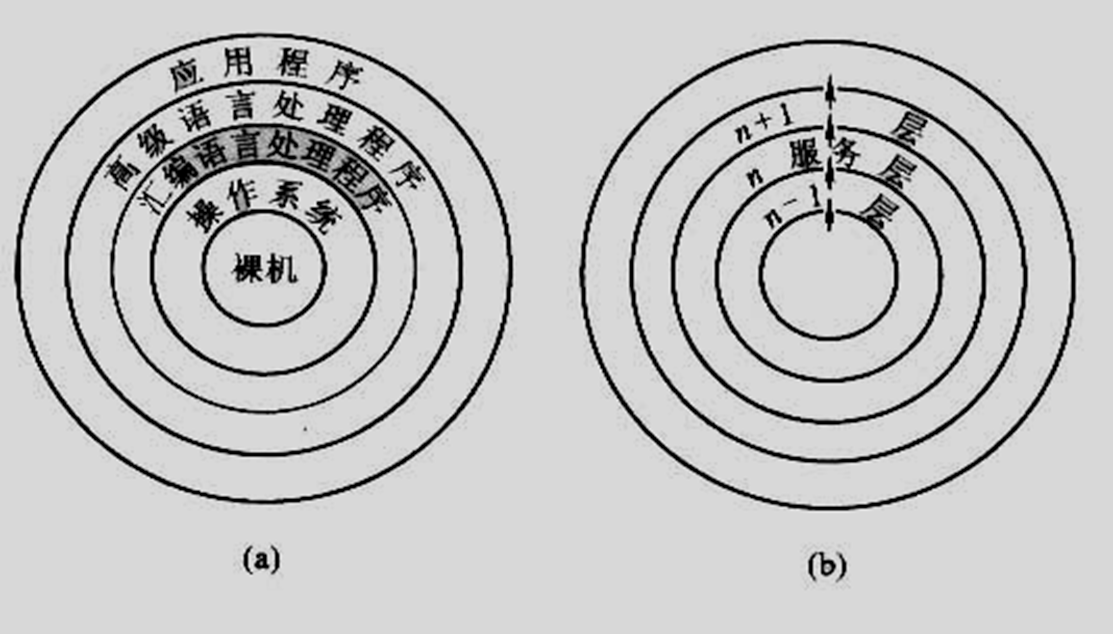 应用程序
高级语言处理程序
汇编语言处理程序
操作系统
裸机
(a)
n+1 层
n 服务层
n-1 层
(b)